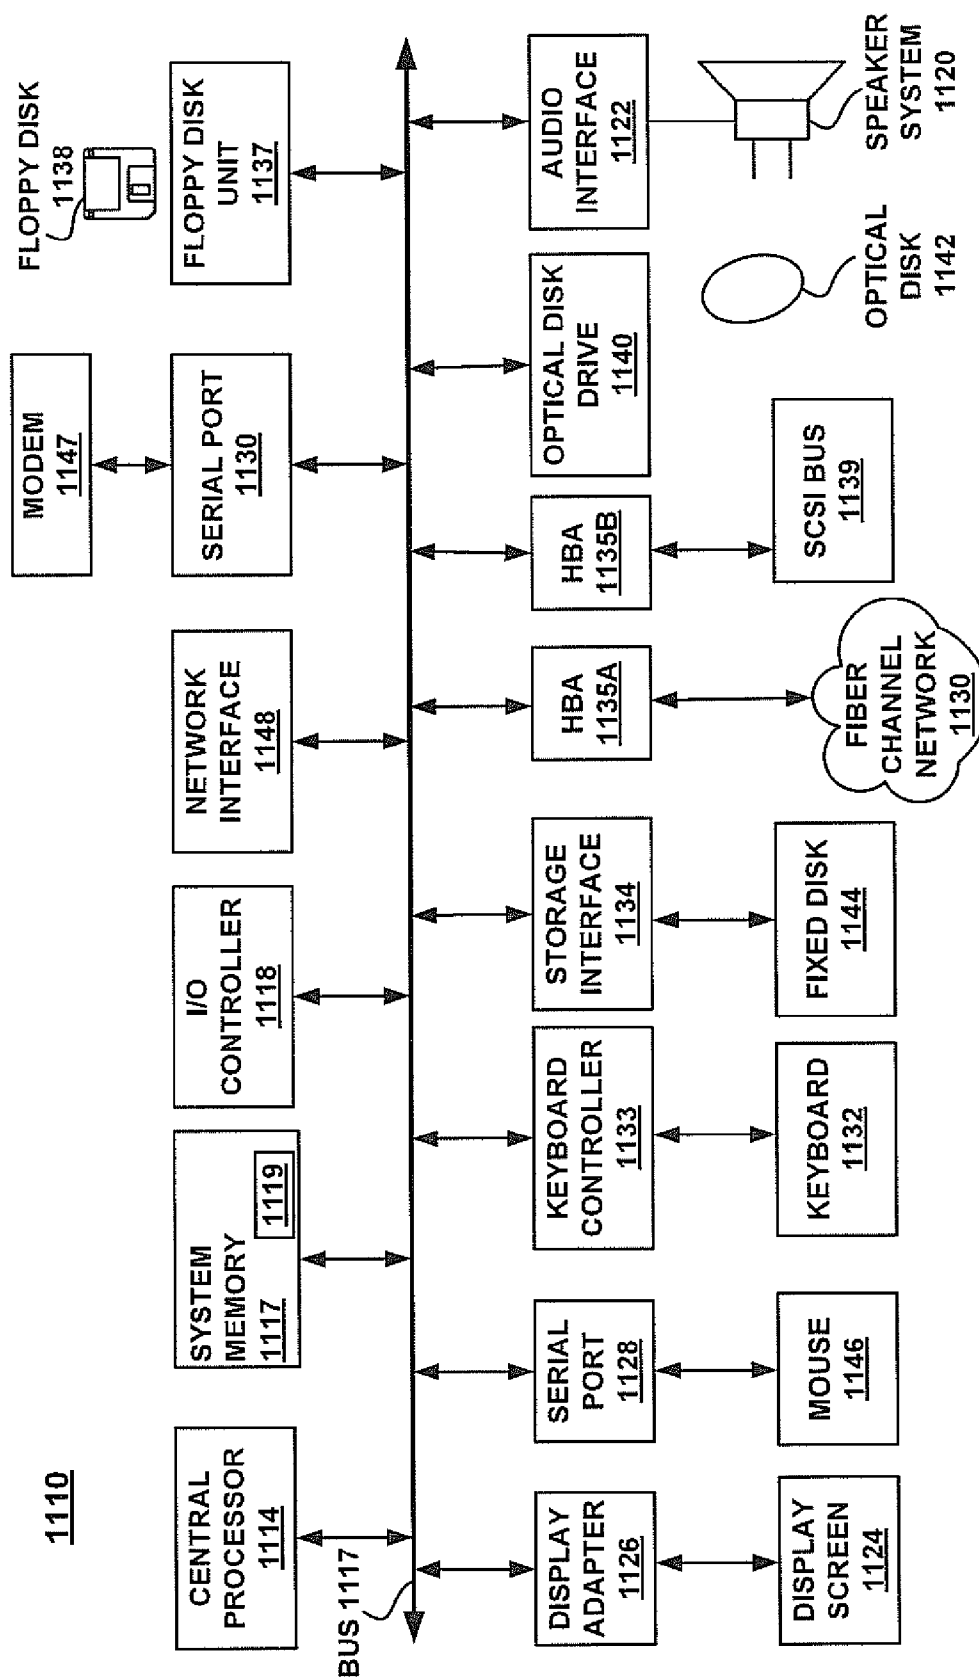 1110
FLOPPY DISK
1138
MODEM
1147
CENTRAL
PROCESSOR
1114
SYSTEM
MEMORY
1117
1119
I/O
CONTROLLER
1118
NETWORK
INTERFACE
1148
SERIAL PORT
1130
FLOPPY DISK
UNIT
1137
BUS 1117
DISPLAY
ADAPTER
1126
SERIAL
PORT
1128
KEYBOARD
CONTROLLER
1133
STORAGE
INTERFACE
1134
HBA
1135A
HBA
1135B
OPTICAL DISK
DRIVE
1140
AUDIO
INTERFACE
1122
DISPLAY
SCREEN
1124
MOUSE
1146
KEYBOARD
1132
FIXED DISK
1144
FIBER
CHANNEL
NETWORK
1130
SCSI BUS
1139
OPTICAL
DISK
1142
SPEAKER
SYSTEM
1120